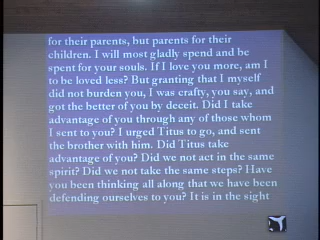 for their parents, but parents for their
children. I will most gladly spend and be
spent for your souls. If I love you more, am I
to be loved less? But granting that I myself
did not burden you, I was crafty, you say, and
got the better of you by deceit. Did I take
advantage of you through any of those whom
I sent to you? I urged Titus to go, and sent
the brother with him. Did Titus take
advantage of you? Did we not act in the same
spirit? Did we not take the same steps? Have
you been thinking all along that we have been
defending ourselves to you? It is in the sight